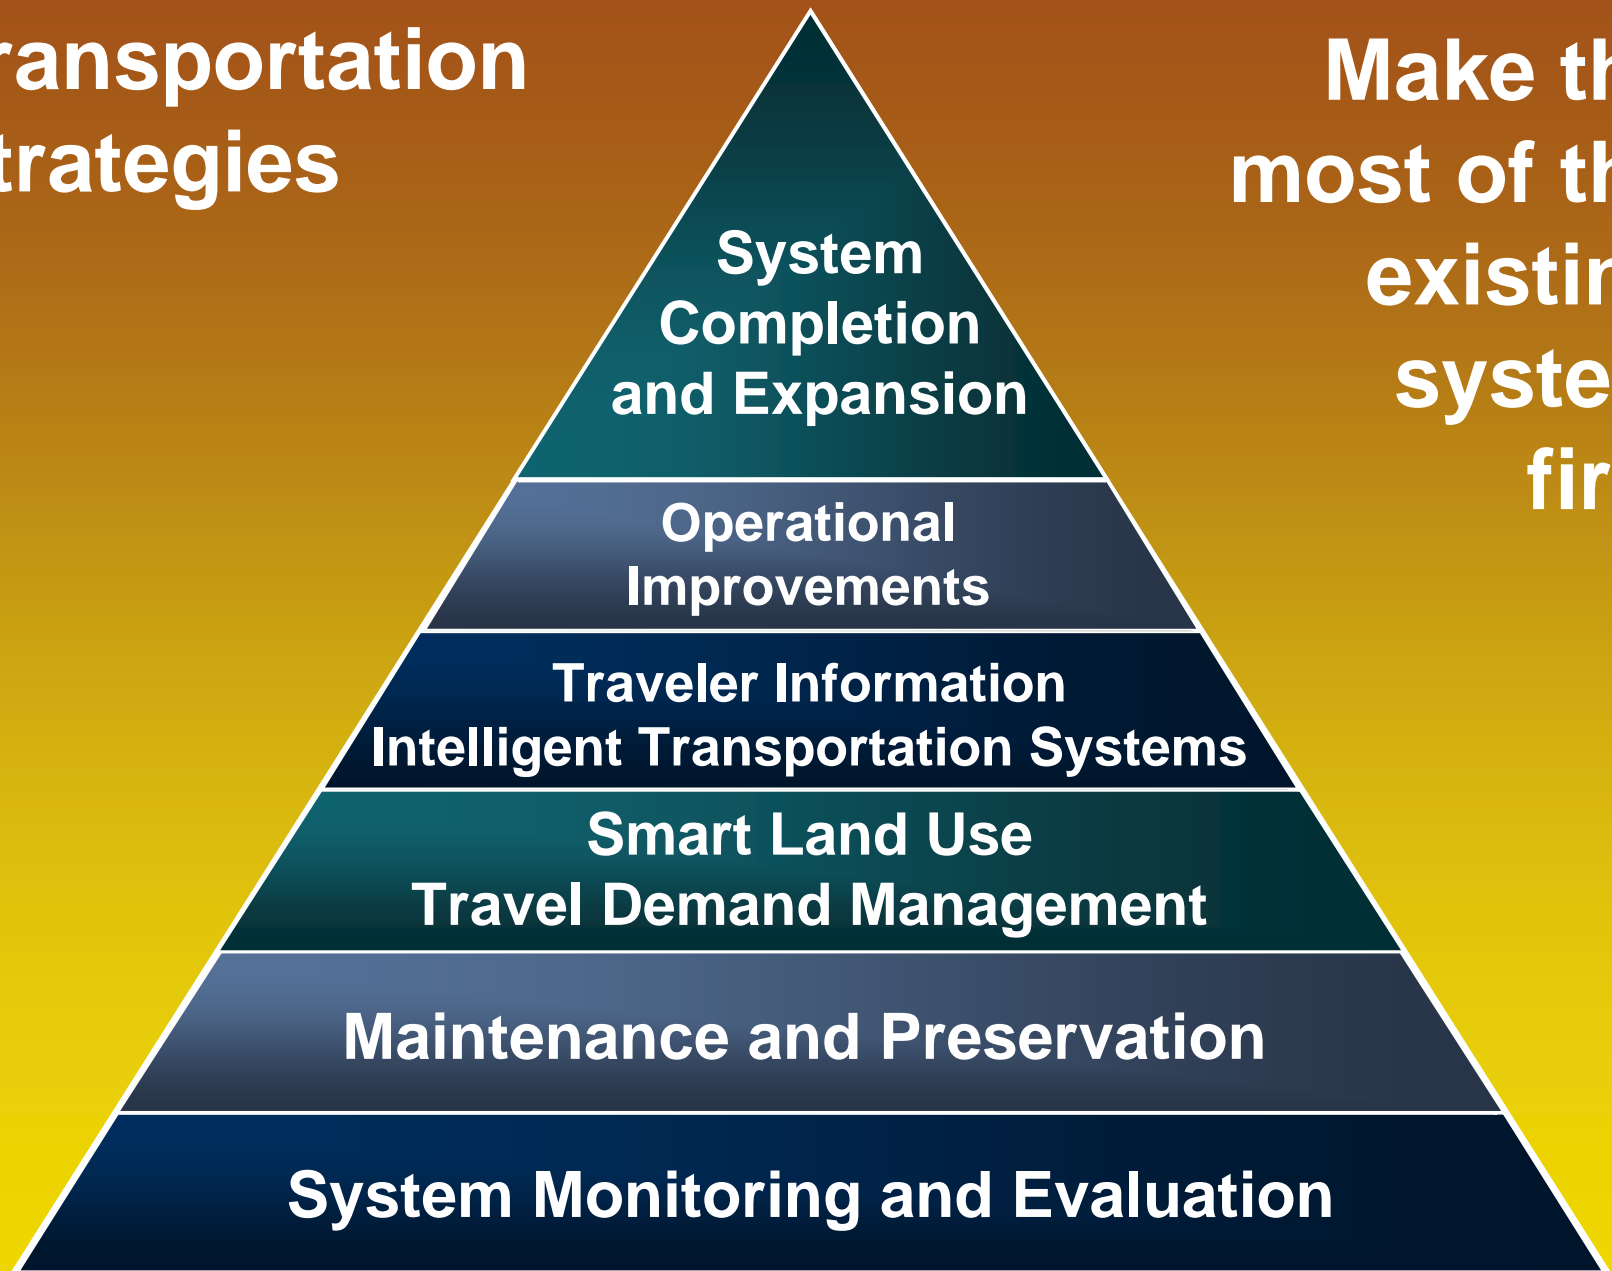 ransportation
trategies
Make th
most of th
existin
syste
fir
System
Completion
and Expansion
Operational
Improvements
Traveler Information
Intelligent Transportation Systems
Smart Land Use
Travel Demand Management
Maintenance and Preservation
System Monitoring and Evaluation